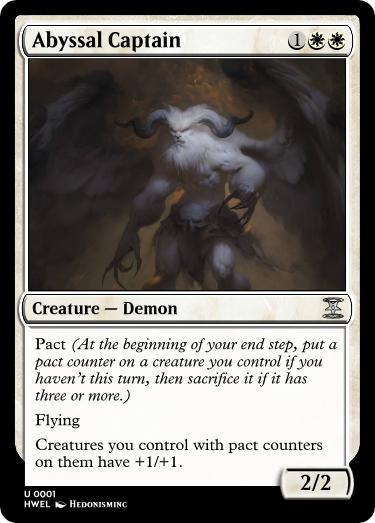 Abyssal Captain 1
Creature — Demon
Pact (At the beginning of your end step, put a
pact counter on a creature you control if you
haven't this turn, then sacrifice it if it has
three or more.)
Flying
Creatures you control with pact counters
on them have +1/+1.
2/2
U 0001
HWEL Hedonisminc